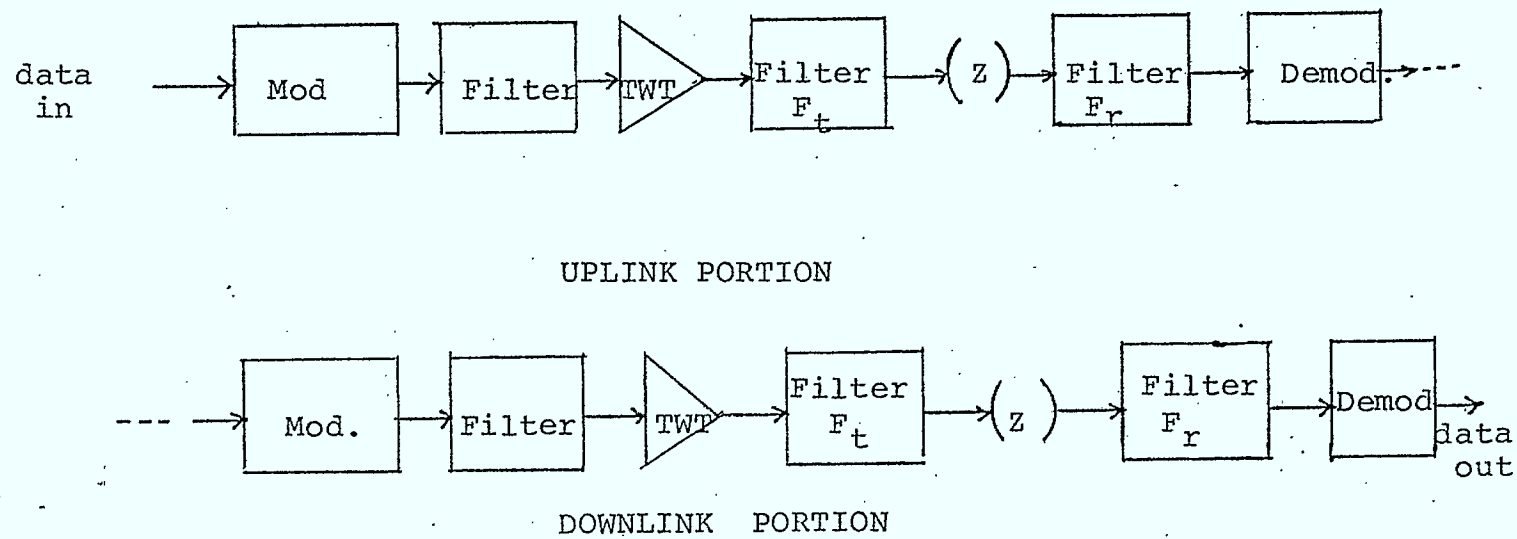 data
in
Mod
Filter
TWT
Filter
Ft
(Z)
Filter
Fr
Demod.
UPLINK PORTION
Mod.
Filter
TWT
Filter
Ft
(Z)
Filter
Fr
Demod
data
out
DOWNLINK PORTION